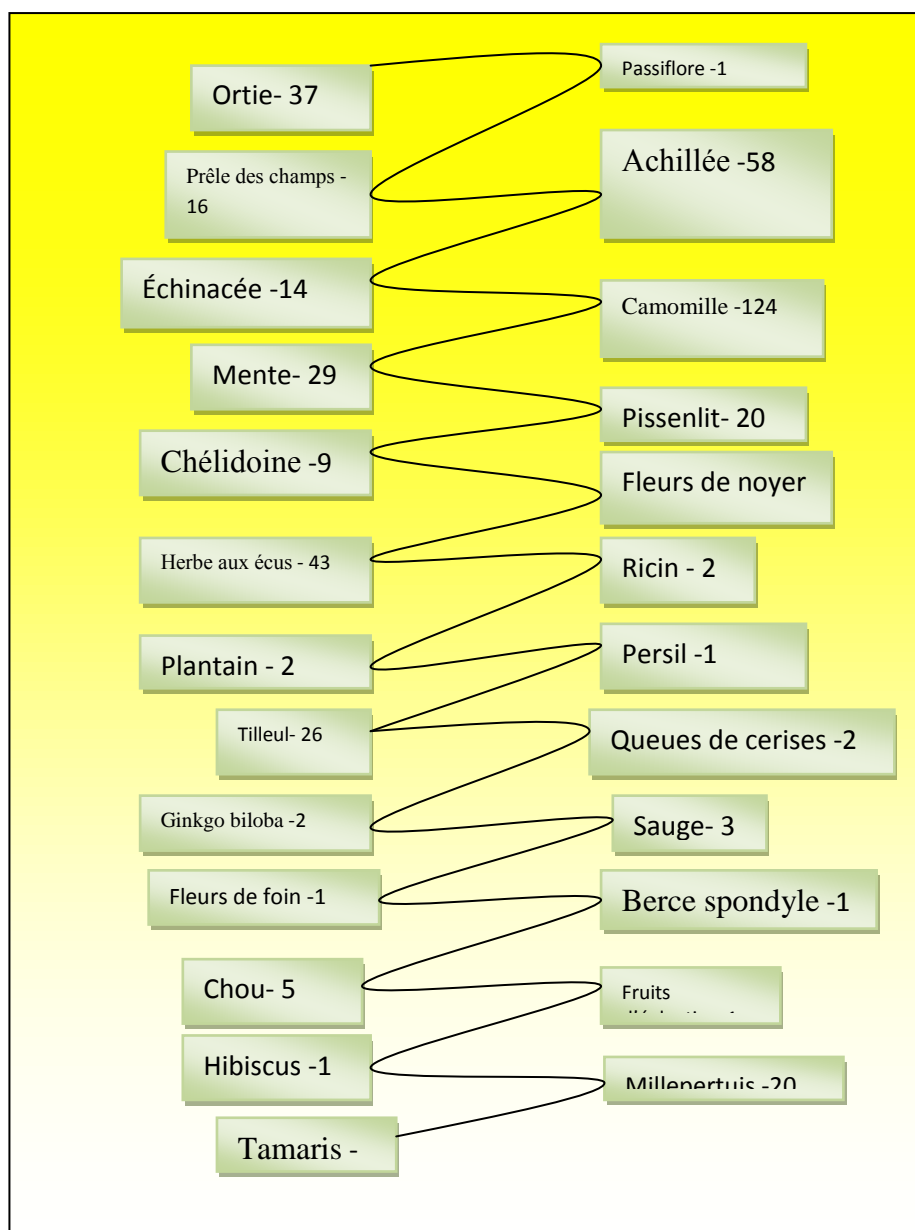 Passiflore -1
Ortie- 37
Achillée -58
Prêle des champs -
16
Échinacée -14
Camomille -124
Mente- 29
Pissenlit- 20
Chélidoine -9
Fleurs de noyer
Herbe aux écus - 43
Ricin - 2
Plantain - 2
Persil -1
Tilleul- 26
Queues de cerises -2
Ginkgo biloba -2
Sauge- 3
Fleurs de foin -1
Berce spondyle -1
Chou- 5
Fruits
Hibiscus -1
Millepertuis -20
Tamaris -